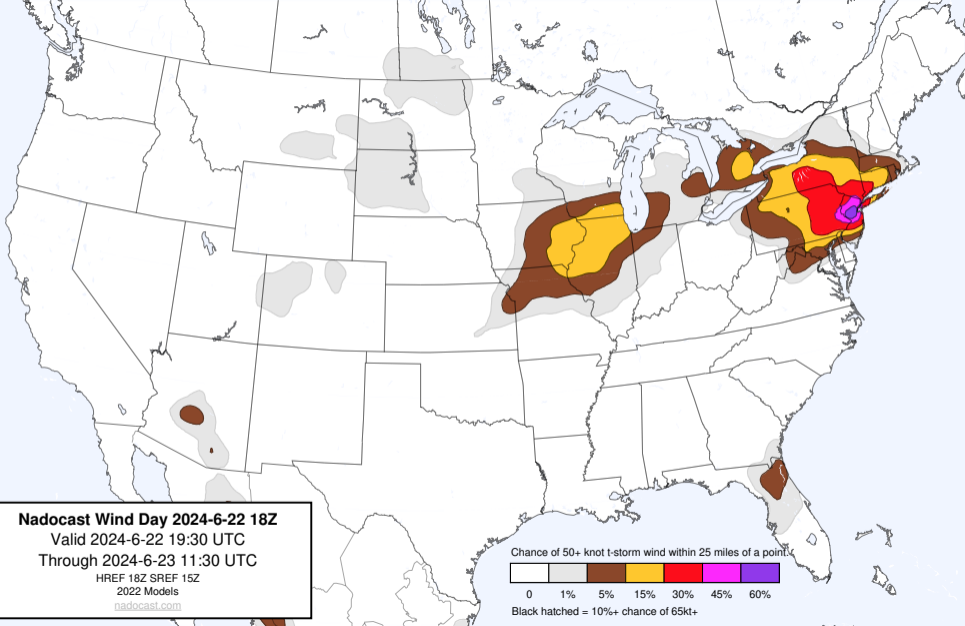 Nadocast Wind Day 2024-6-22 18Z
Valid 2024-6-22 19:30 UTC
Through 2024-6-23 11:30 UTC
HREF 18Z SREF 15Z
2022 Models
nadocast.com
Chance of 50+ knot t-storm wind within 25 miles of a point.
0 1% 5% 15% 30% 45% 60%
Black hatched = 10%+ chance of 65kt+